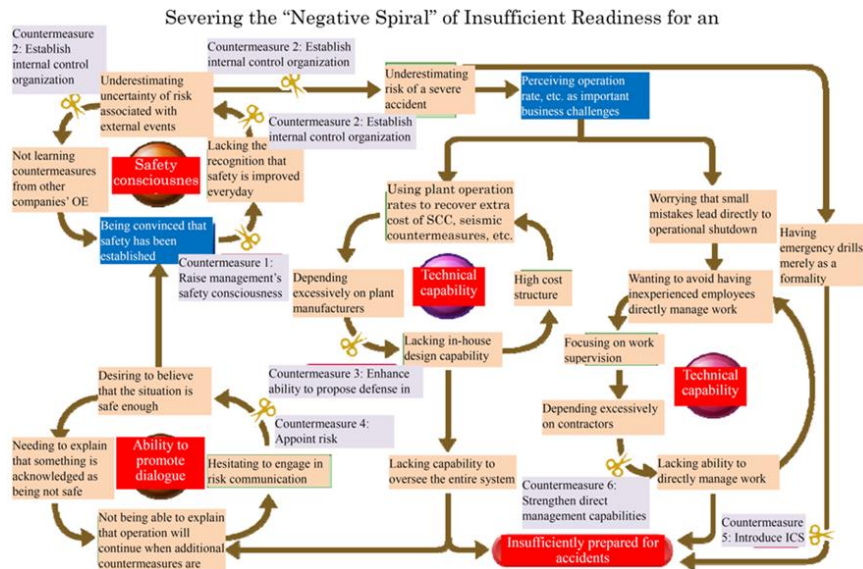 Severing the “Negative Spiral” of Insufficient Readiness for an
Countermeasure
2: Establish
internal control
organization
Countermeasure 2: Establish
internal control organization
Underestimating
uncertainty of risk
associated with
external events
Underestimating
risk of a severe
accident
Perceiving operation
rate, etc. as important
business challenges
Countermeasure 2: Establish
internal control organization
Not learning
countermeasures
from other
companies’ OE
Safety
consciousnes
Lacking the
recognition that
safety is improved
everyday
Being convinced that
safety has been
established
Countermeasure 1:
Raise management’s
safety consciousness
Using plant operation
rates to recover extra
cost of SCC, seismic
countermeasures, etc.
Worrying that small
mistakes lead directly to
operational shutdown
Having
emergency drills
merely as a
formality
Depending
excessively on plant
manufacturers
Technical
capability
High cost
structure
Wanting to avoid having
inexperienced employees
directly manage work
Lacking in-house
design capability
Focusing on work
supervision
Technical
capability
Countermeasure 3: Enhance
ability to propose defense in
Desiring to believe
that the situation is
safe enough
Countermeasure 4:
Appoint risk
Depending excessively
on contractors
Needing to explain
that something is
acknowledged as
being not safe
Ability to
promote
dialogue
Hesitating to engage in
risk communication
Lacking capability to
oversee the entire system
Lacking ability to
directly manage work
Countermeasure 6:
Strengthen direct
management capabilities
Not being able to explain
that operation will
continue when additional
countermeasures are
Insufficiently prepared for
accidents
Countermeasure
5: Introduce ICS